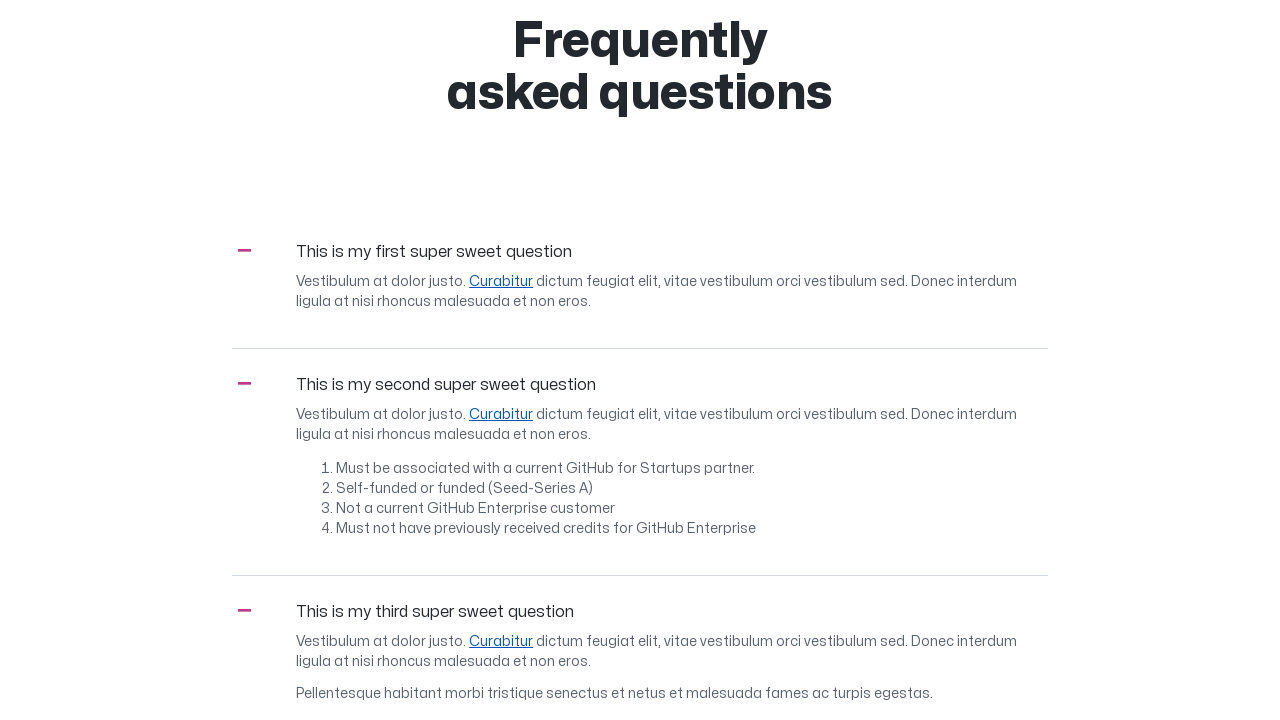 Frequently
asked questions
This is my first super sweet question
Vestibulum at dolor justo. Curabitur dictum feugiat elit, vitae vestibulum orci vestibulum sed. Donec interdum
ligula at nisi rhoncus malesuada et non eros.
This is my second super sweet question
Vestibulum at dolor justo. Curabitur dictum feugiat elit, vitae vestibulum orci vestibulum sed. Donec interdum
ligula at nisi rhoncus malesuada et non eros.
1. Must be associated with a current GitHub for Startups partner.
2. Self-funded or funded (Seed-Series A)
3. Not a current GitHub Enterprise customer
4. Must not have previously received credits for GitHub Enterprise
This is my third super sweet question
Vestibulum at dolor justo. Curabitur dictum feugiat elit, vitae vestibulum orci vestibulum sed. Donec interdum
ligula at nisi rhoncus malesuada et non eros.
Pellentesque habitant morbi tristique senectus et netus et malesuada fames ac turpis egestas.